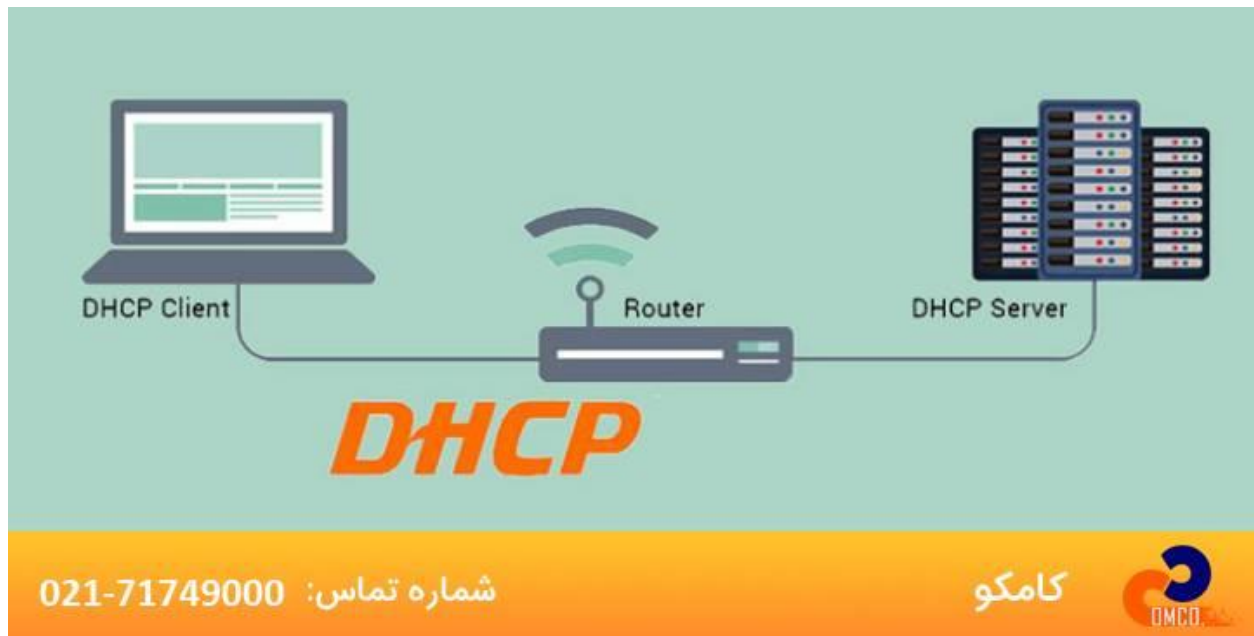 DHCP Client
Router
DHCP Server
DHCP
کامکو
شماره تماس: 021-71749000
OMCO